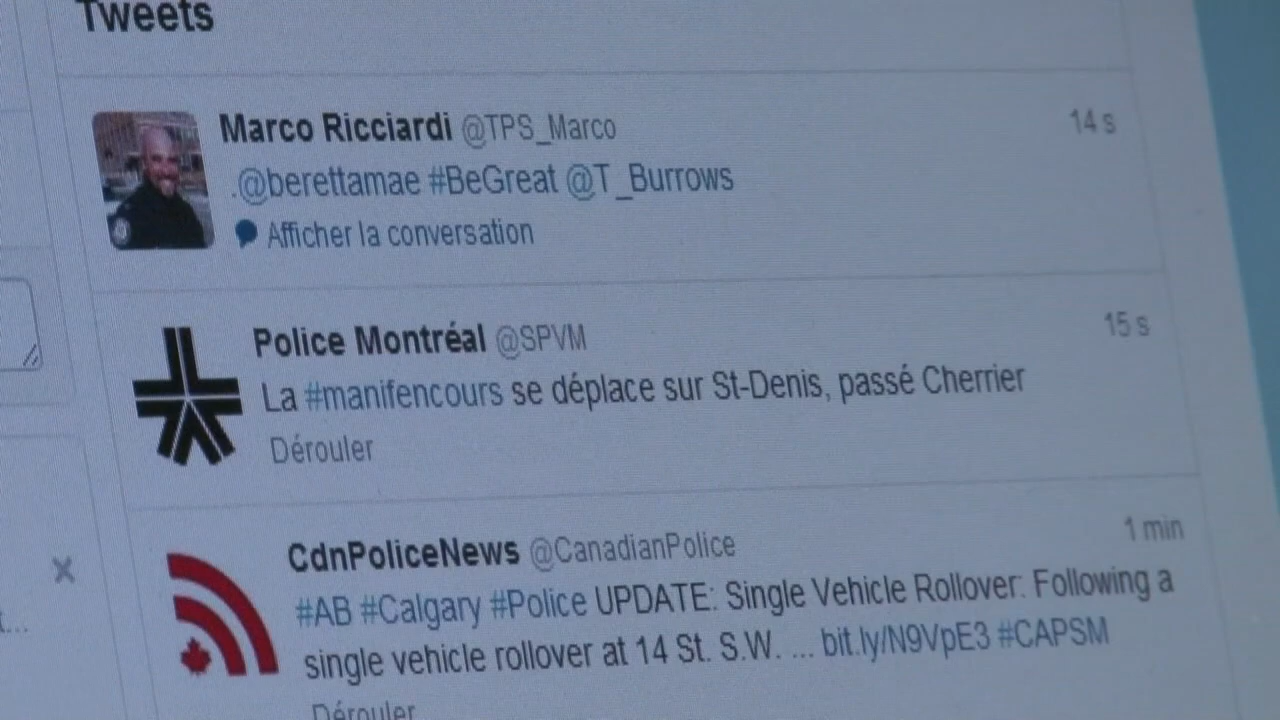 Tweets
Marco Ricciardi @TPS_Marco 14 s
.@berettamae #BeGreat @T_Burrows
Afficher la conversation
Police Montréal @SPVM 15 s
La #manifencours se déplace sur St-Denis, passé Cherrier
Dérouler
CdnPoliceNews @CanadianPolice 1 min
#AB #Calgary #Police UPDATE: Single Vehicle Rollover: Following a
single vehicle rollover at 14 St. S.W. ... bit.ly/N9VpE3 #CAPSM
Dérouler